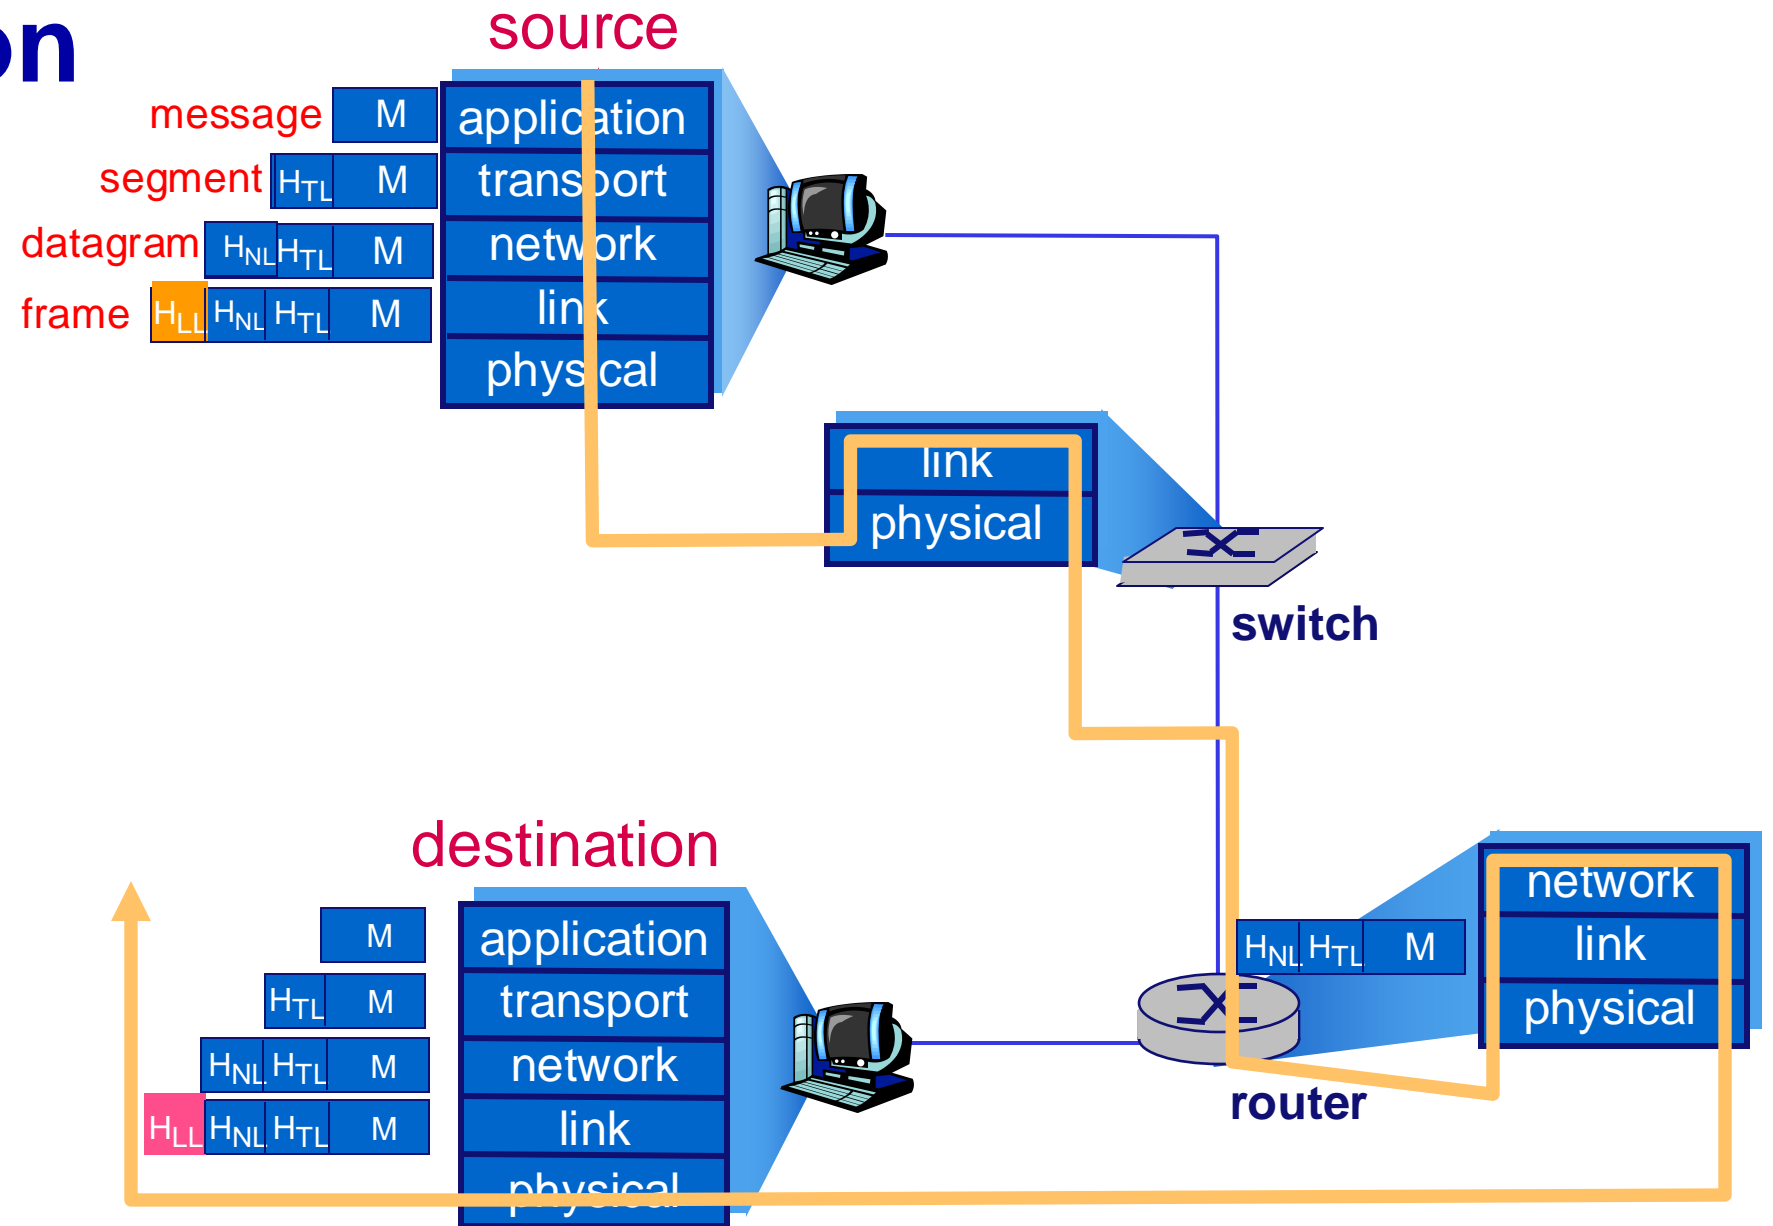 on
source
message M application
segment HTL M transport
datagram HNL HTL M network
frame HLL HNL HTL M link
physical
link
physical
switch
destination
network
M application
HNL HTL M link
HTL M transport
physical
HNL HTL M network
router
HLL HNL HTL M link
physical